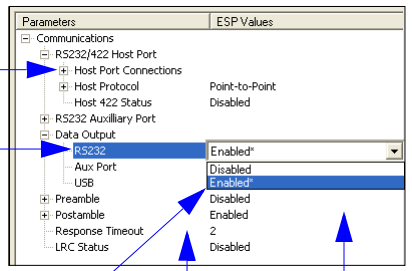 Parameters ESP Values
Communications
RS232/422 Host Port
Host Port Connections
Host Protocol Point-to-Point
Host 422 Status Disabled
RS232 Auxilliary Port
Data Output
RS232 Enabled*
Disabled
Aux Port
Enabled*
USB
Preamble Disabled
Postamble Enabled
Response Timeout 2
LRC Status Disabled